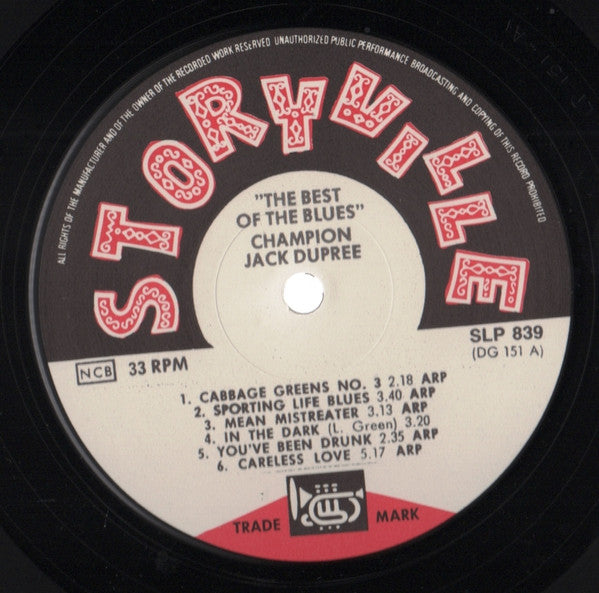 ALL RIGHTS OF THE MANUFACTURER AND OF THE OWNER OF THE RECORDED WORK RESERVED UNAUTHORIZED PUBLIC PERFORMANCE BROADCASTING AND COPYING OF THIS RECORD PROHIBITED
STORYVILLE
"THE BEST
OF THE BLUES"
CHAMPION
JACK DUPREE
SLP 839
(DG 151 A)
NCB 33 RPM
1. CABBAGE GREENS NO. 3 2.18 ARP
2. SPORTING LIFE BLUES 3.40 ARP
3. MEAN MISTREATER 3.13 ARP
4. IN THE DARK (L. Green) 3.20
5. YOU'VE BEEN DRUNK 2.35 ARP
6. CARELESS LOVE 5.17 ARP
TRADE MARK